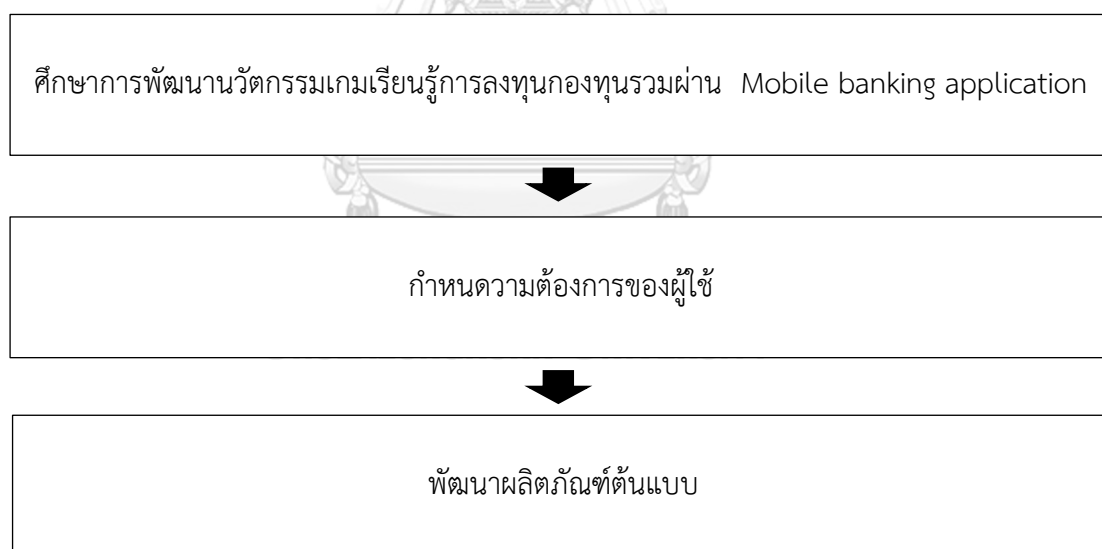 ศึกษาการพัฒนานวัตกรรมเกมเรียนรู้การลงทุนกองทุนรวมผ่าน Mobile banking application
กำหนดความต้องการของผู้ใช้
พัฒนาผลิตภัณฑ์ต้นแบบ